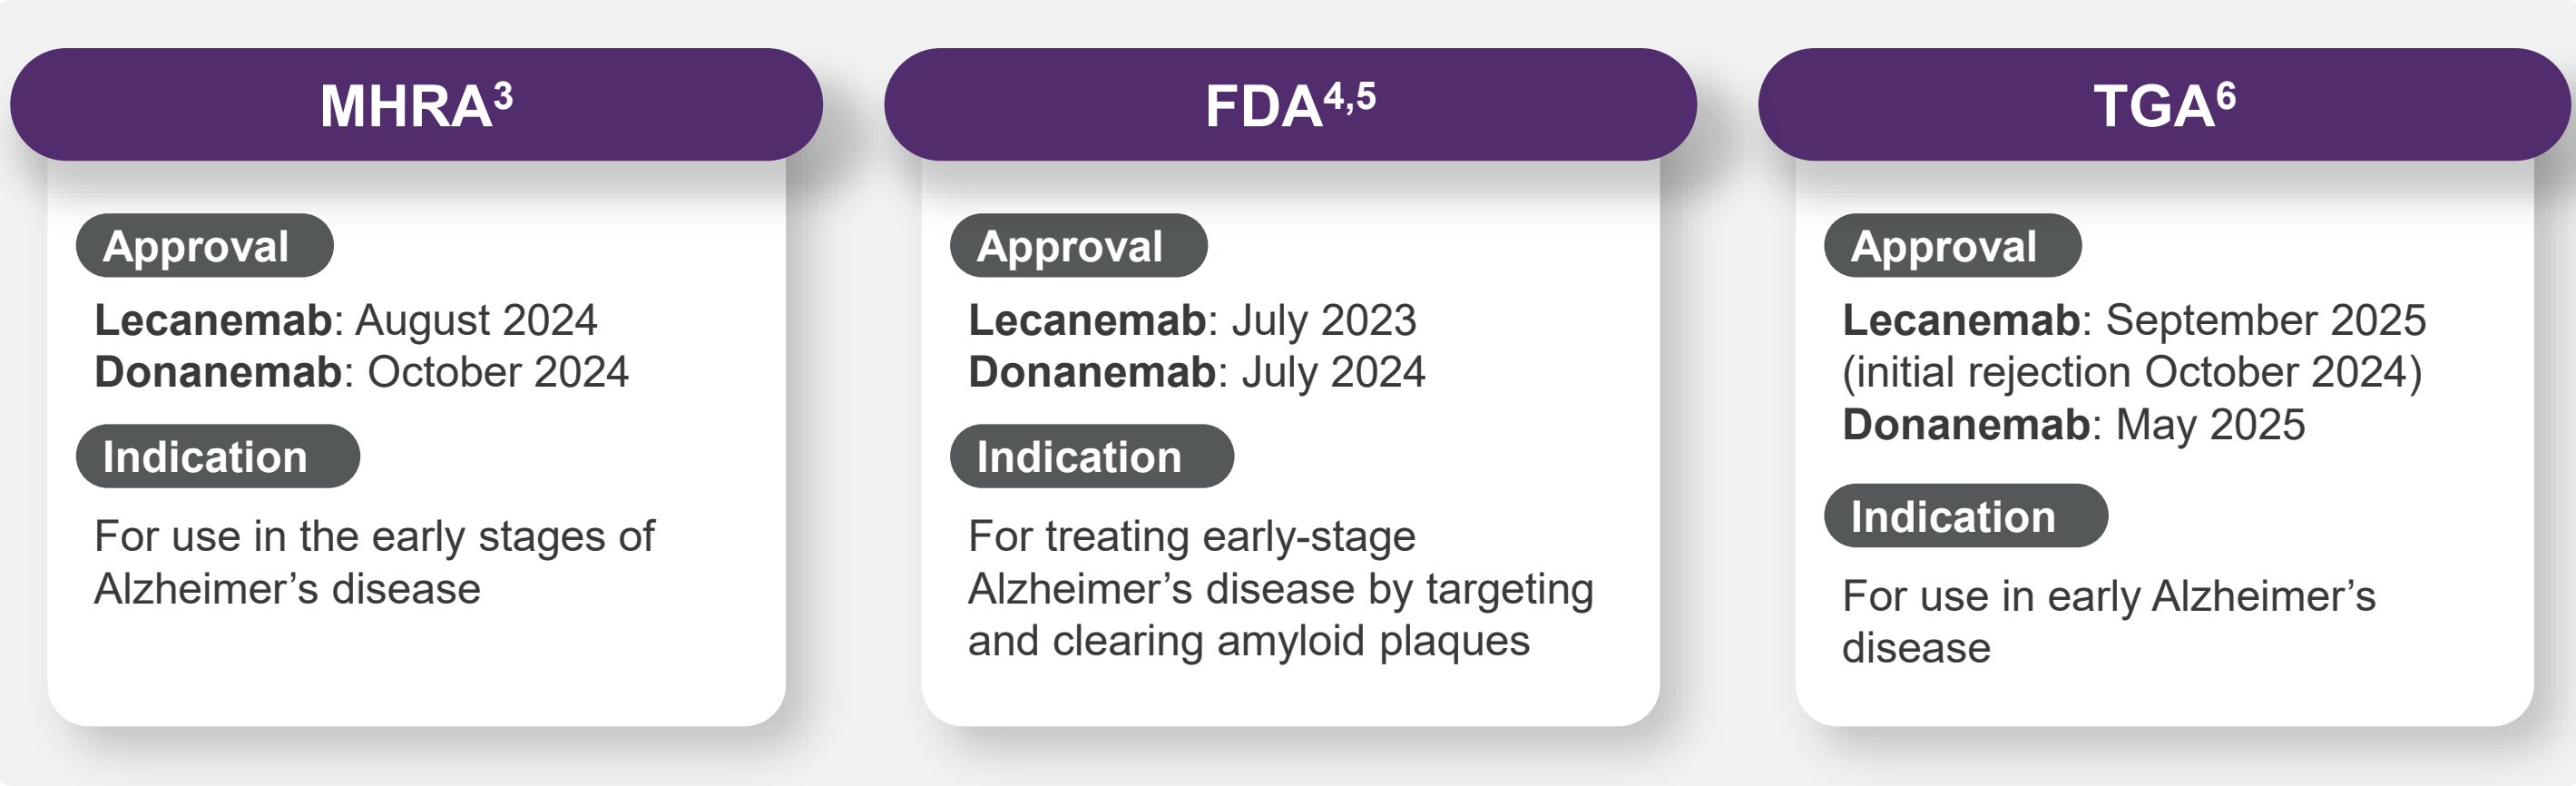 MHRA³
Approval
Lecanemab: August 2024
Donanemab: October 2024
Indication
For use in the early stages of
Alzheimer’s disease
FDA⁴,⁵
Approval
Lecanemab: July 2023
Donanemab: July 2024
Indication
For treating early-stage
Alzheimer’s disease by targeting
and clearing amyloid plaques
TGA⁶
Approval
Lecanemab: September 2025
(initial rejection October 2024)
Donanemab: May 2025
Indication
For use in early Alzheimer’s
disease